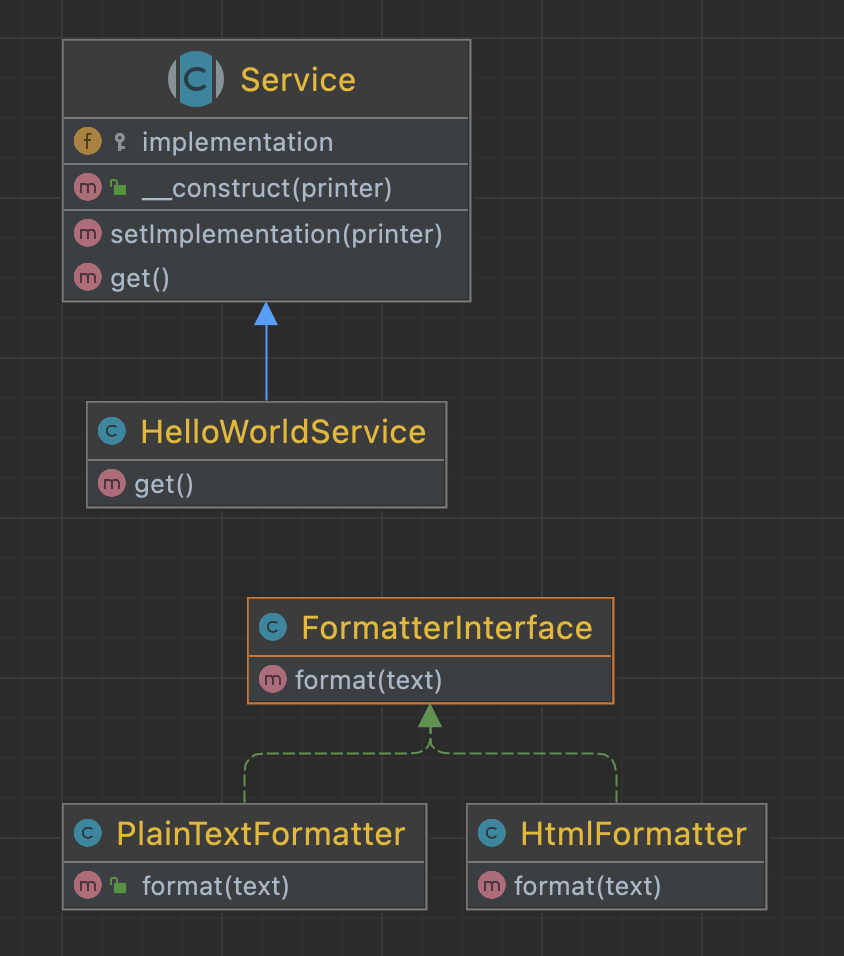 C Service
f implementation
m __construct(printer)
m setImplementation(printer)
m get()
C HelloWorldService
m get()
C FormatterInterface
m format(text)
C PlainTextFormatter
m format(text)
C HtmlFormatter
m format(text)